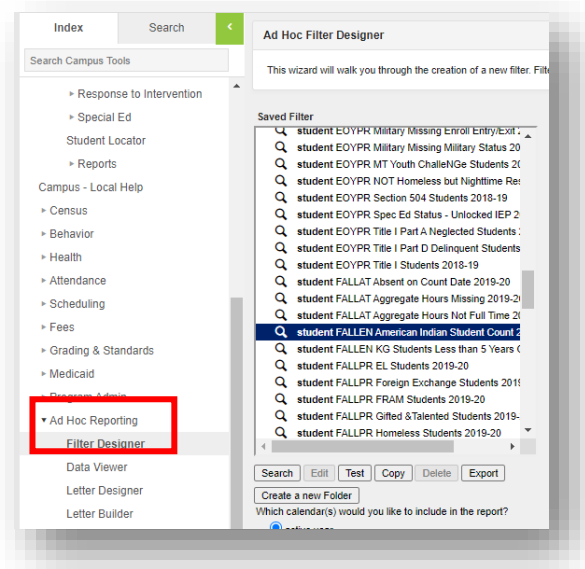 Index
Search
<
Search Campus Tools
Response to Intervention
Special Ed
Student Locator
Reports
Campus - Local Help
Census
Behavior
Health
Attendance
Scheduling
Fees
Grading & Standards
Medicaid
Program Admin
Ad Hoc Reporting
Filter Designer
Data Viewer
Letter Designer
Letter Builder
Ad Hoc Filter Designer
This wizard will walk you through the creation of a new filter. Filte
Saved Filter
student EOYPR Military Missing Enroll Entry/Exit
student EOYPR Military Missing Military Status 20
student EOYPR MT Youth ChalleNGe Students 20
student EOYPR NOT Homeless but Nighttime Res
student EOYPR Section 504 Students 2018-19
student EOYPR Spec Ed Status - Unlocked IEP 2
student EOYPR Title I Part A Neglected Students
student EOYPR Title I Part D Delinquent Students
student EOYPR Title I Students 2018-19
student FALLAT Absent on Count Date 2019-20
student FALLAT Aggregate Hours Missing 2019-2
student FALLAT Aggregate Hours Not Full Time 20
student FALLEN American Indian Student Count 2
student FALLEN KG Students Less than 5 Years
student FALLPR EL Students 2019-20
student FALLPR Foreign Exchange Students 201
student FALLPR FRAM Students 2019-20
student FALLPR Gifted &Talented Students 2019-
student FALLPR Homeless Students 2019-20
Search Edit Test Copy Delete Export
Create a new Folder
Which calendar(s) would you like to include in the report?
active year